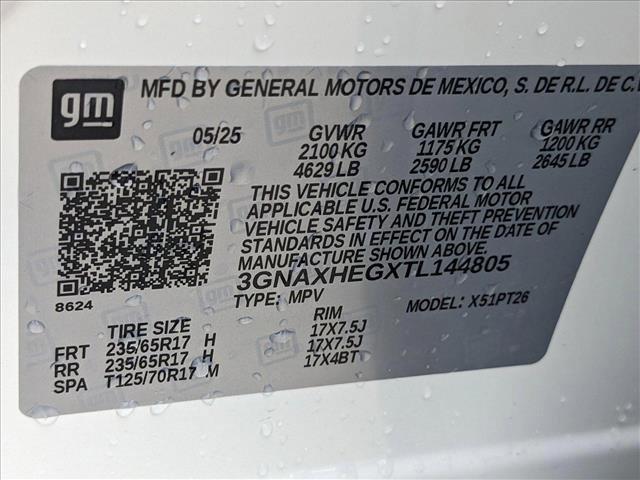 gm
MFD BY GENERAL MOTORS DE MEXICO, S. DE R.L. DE C.V
05/25 GVWR GAWR FRT GAWR RR
2100 KG 1175 KG 1200 KG
4629 LB 2590 LB 2645 LB
THIS VEHICLE CONFORMS TO ALL
APPLICABLE U.S. FEDERAL MOTOR
VEHICLE SAFETY AND THEFT PREVENTION
STANDARDS IN EFFECT ON THE DATE OF
MANUFACTURE SHOWN ABOVE.
3GNAXHEGXTL144805
8624
TYPE: MPV MODEL: X51PT26
TIRE SIZE RIM
FRT 235/65R17 H 17X7.5J
RR 235/65R17 H 17X7.5J
SPA T125/70R17 M 17X4BT